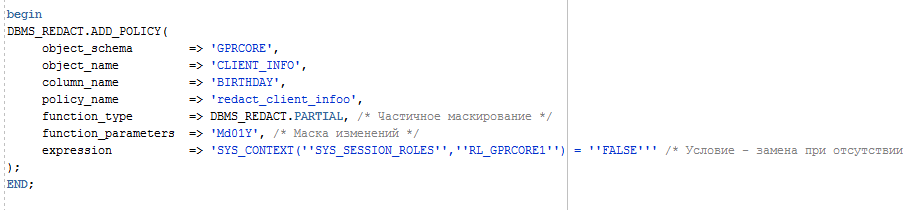 begin
DBMS_REDACT.ADD_POLICY(
object_schema => 'GPRCORE',
object_name => 'CLIENT_INFO',
column_name => 'BIRTHDAY',
policy_name => 'redact_client_infoo',
function_type => DBMS_REDACT.PARTIAL, /* Частичное маскирование */
function_parameters => 'Md01Y', /* Маска изменений */
expression => 'SYS_CONTEXT(''SYS_SESSION_ROLES'',''RL_GPRCORE1'') = ''FALSE''' /* Условие - замена при отсутствии
);
END;